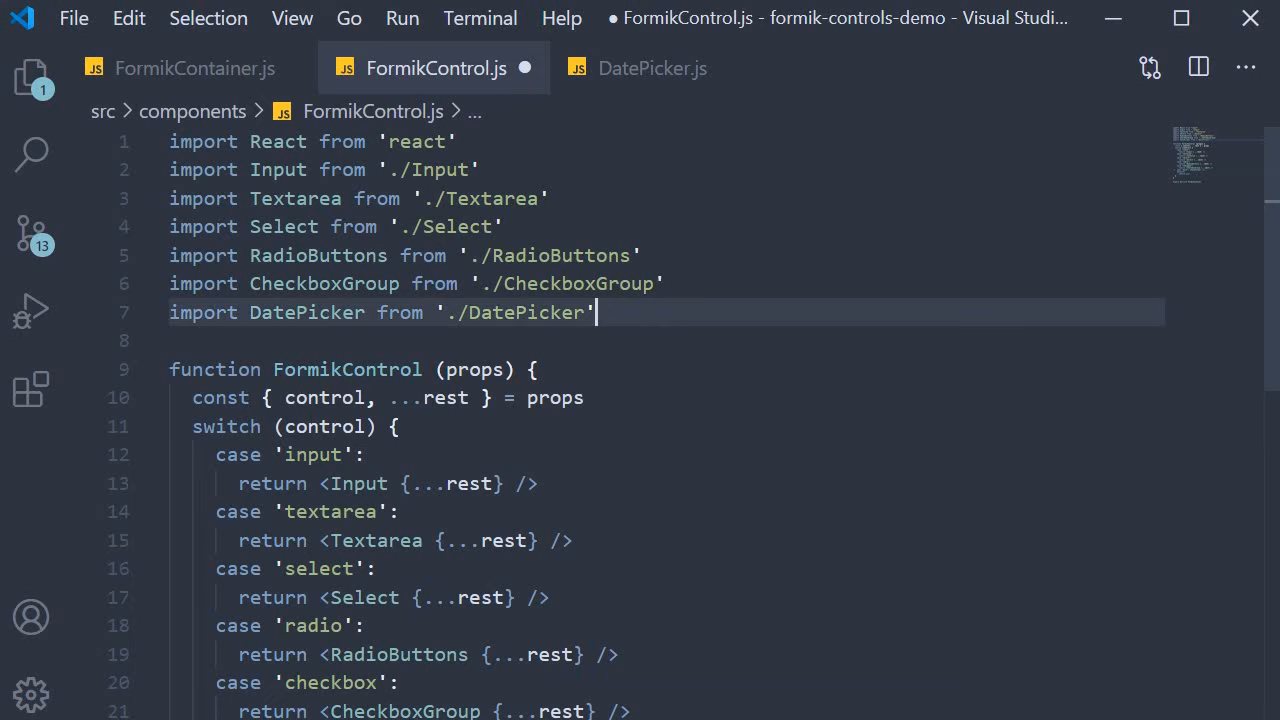 File Edit Selection View Go Run Terminal Help ● FormikControl.js - formik-controls-demo - Visual Studi...
JS FormikContainer.js JS FormikControl.js ● JS DatePicker.js
src > components > JS FormikControl.js > ...
1 import React from 'react'
2 import Input from './Input'
3 import Textarea from './Textarea'
4 import Select from './Select'
5 import RadioButtons from './RadioButtons'
6 import CheckboxGroup from './CheckboxGroup'
7 import DatePicker from './DatePicker'
8
9 function FormikControl (props) {
10 const { control, ...rest } = props
11 switch (control) {
12 case 'input':
13 return <Input {...rest} />
14 case 'textarea':
15 return <Textarea {...rest} />
16 case 'select':
17 return <Select {...rest} />
18 case 'radio':
19 return <RadioButtons {...rest} />
20 case 'checkbox':
21 return <CheckboxGroup {...rest} />
1
13